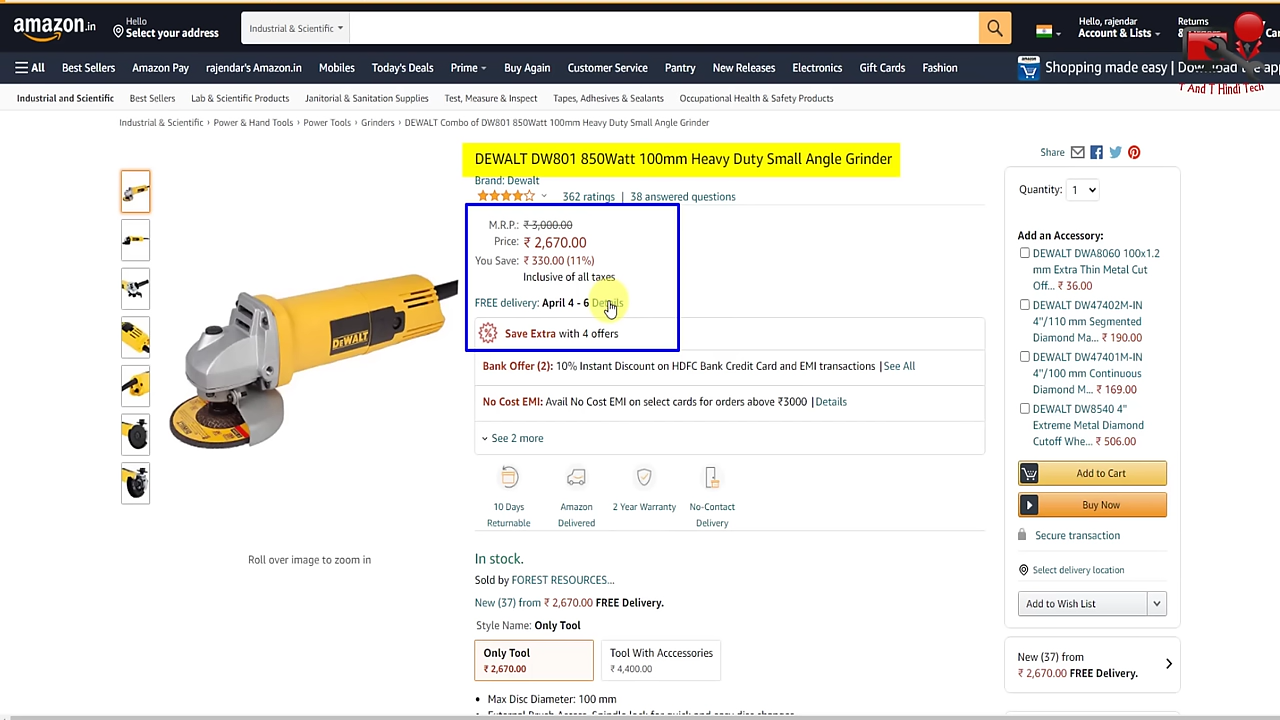 amazon.in
Hello
Select your address
Industrial & Scientific
Hello, rajendar
Account & Lists
Returns
All
Best Sellers
Amazon Pay
rajendar's Amazon.in
Mobiles
Today's Deals
Prime
Buy Again
Customer Service
Pantry
New Releases
Electronics
Gift Cards
Fashion
Shopping made easy | Download the
T And T Hindi Tech
Industrial and Scientific
Best Sellers
Lab & Scientific Products
Janitorial & Sanitation Supplies
Test, Measure & Inspect
Tapes, Adhesives & Seatants
Occupational Health & Safety Products
Industrial & Scientific › Power & Hand Tools › Power Tools › Grinders › DEWALT Combo of DW801 850Watt 100mm Heavy Duty Small Angle Grinder
DEWALT
DEWALT DW801 850Watt 100mm Heavy Duty Small Angle Grinder
Brand: Dewalt
362 ratings | 38 answered questions
M.R.P.: ₹ 3,000.00
Price: ₹ 2,670.00
You Save: ₹ 330.00 (11%)
Inclusive of all taxes
FREE delivery: April 4 - 6 Details
Save Extra with 4 offers
Bank Offer (2): 10% Instant Discount on HDFC Bank Credit Card and EMI transactions | See All
No Cost EMI: Avail No Cost EMI on select cards for orders above ₹3000 | Details
See 2 more
10 Days
Returnable
Amazon
Delivered
2 Year Warranty
No-Contact
Delivery
Roll over image to zoom in
In stock.
Sold by FOREST RESOURCES...
New (37) from ₹ 2,670.00 FREE Delivery.
Style Name: Only Tool
Only Tool
₹ 2,670.00
Tool With Acccessories
₹ 4,400.00
• Max Disc Diameter: 100 mm
Share
Quantity: 1
Add an Accessory:
DEWALT DWA8060 100x1.2
mm Extra Thin Metal Cut
Off... ₹ 36.00
DEWALT DW47402M-IN
4"/110 mm Segmented
Diamond Ma... ₹ 190.00
DEWALT DW47401M-IN
4"/100 mm Continuous
Diamond M... ₹ 169.00
DEWALT DW8540 4"
Extreme Metal Diamond
Cutoff Whe... ₹ 506.00
Add to Cart
Buy Now
Secure transaction
Select delivery location
Add to Wish List
New (37) from
₹ 2,670.00 FREE Delivery.